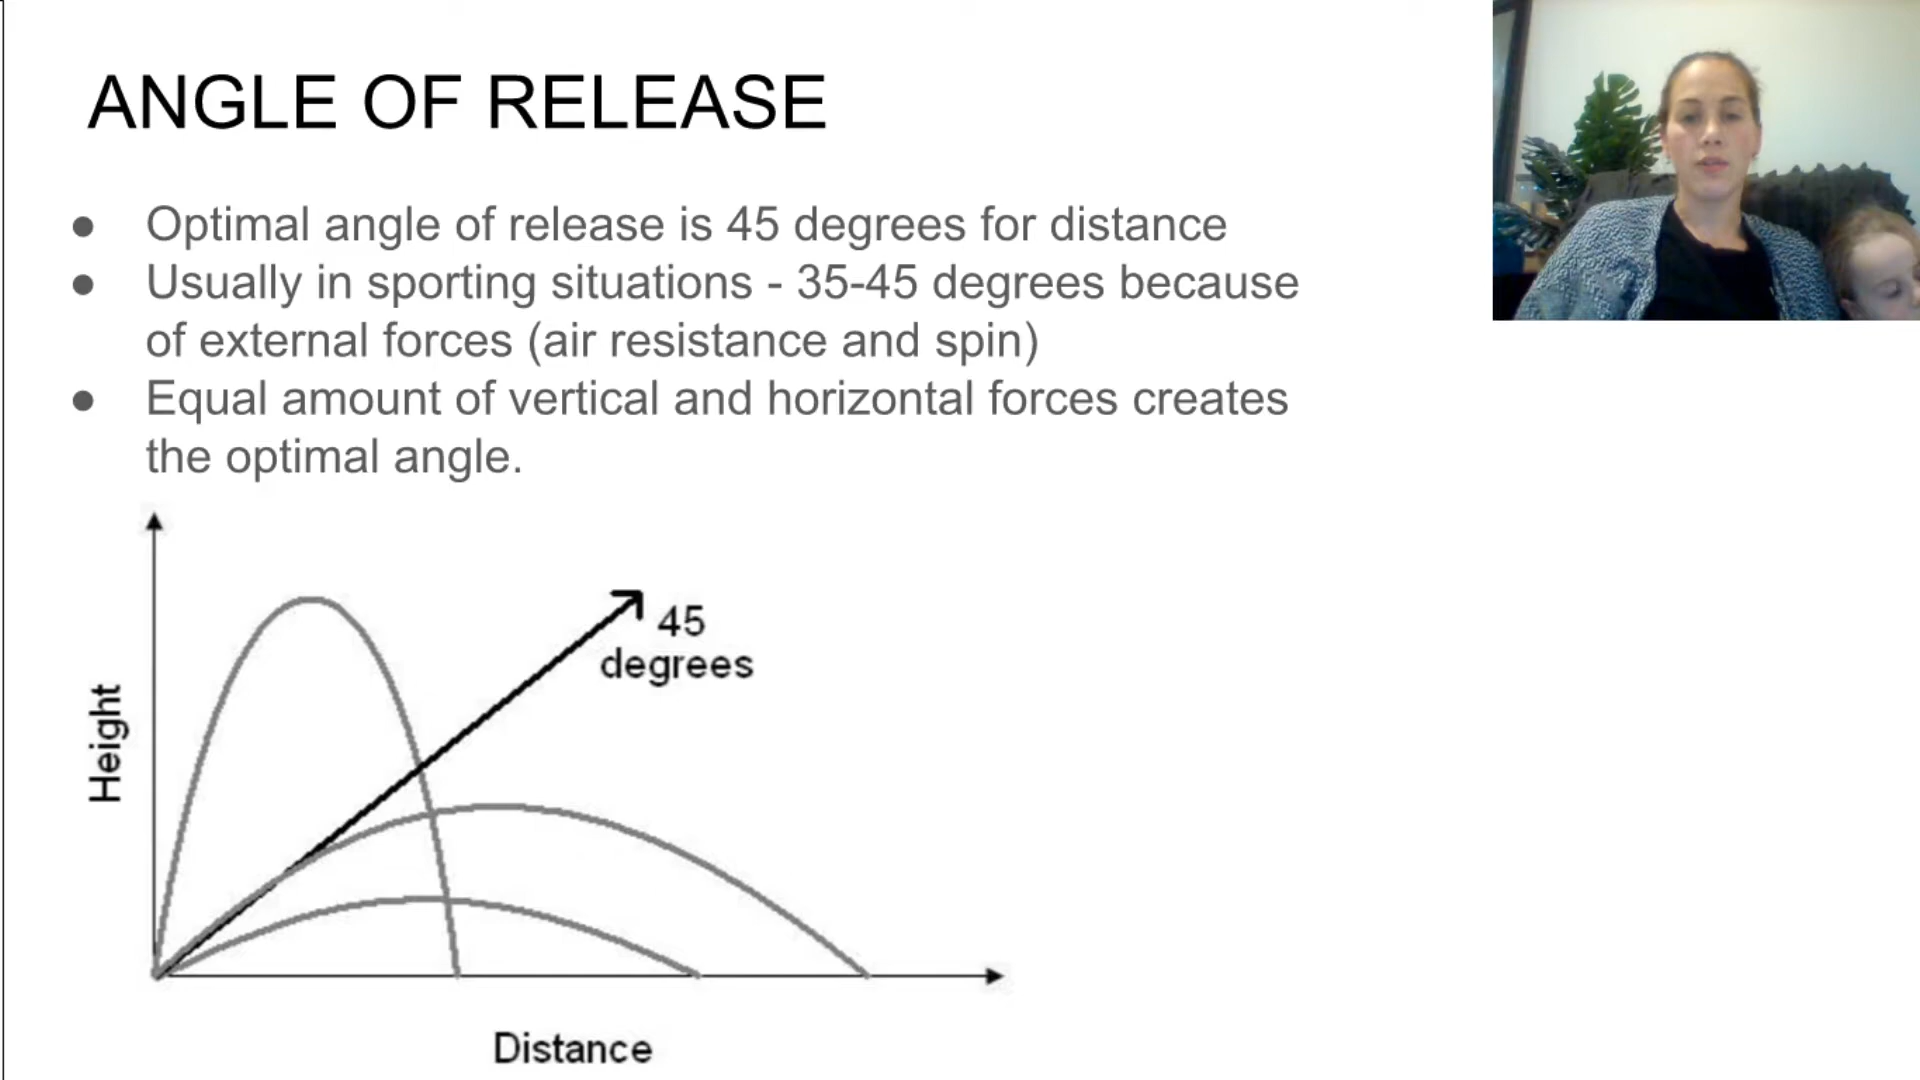 ANGLE OF RELEASE
● Optimal angle of release is 45 degrees for distance
● Usually in sporting situations - 35-45 degrees because
of external forces (air resistance and spin)
● Equal amount of vertical and horizontal forces creates
the optimal angle.
45
degrees
Height
Distance